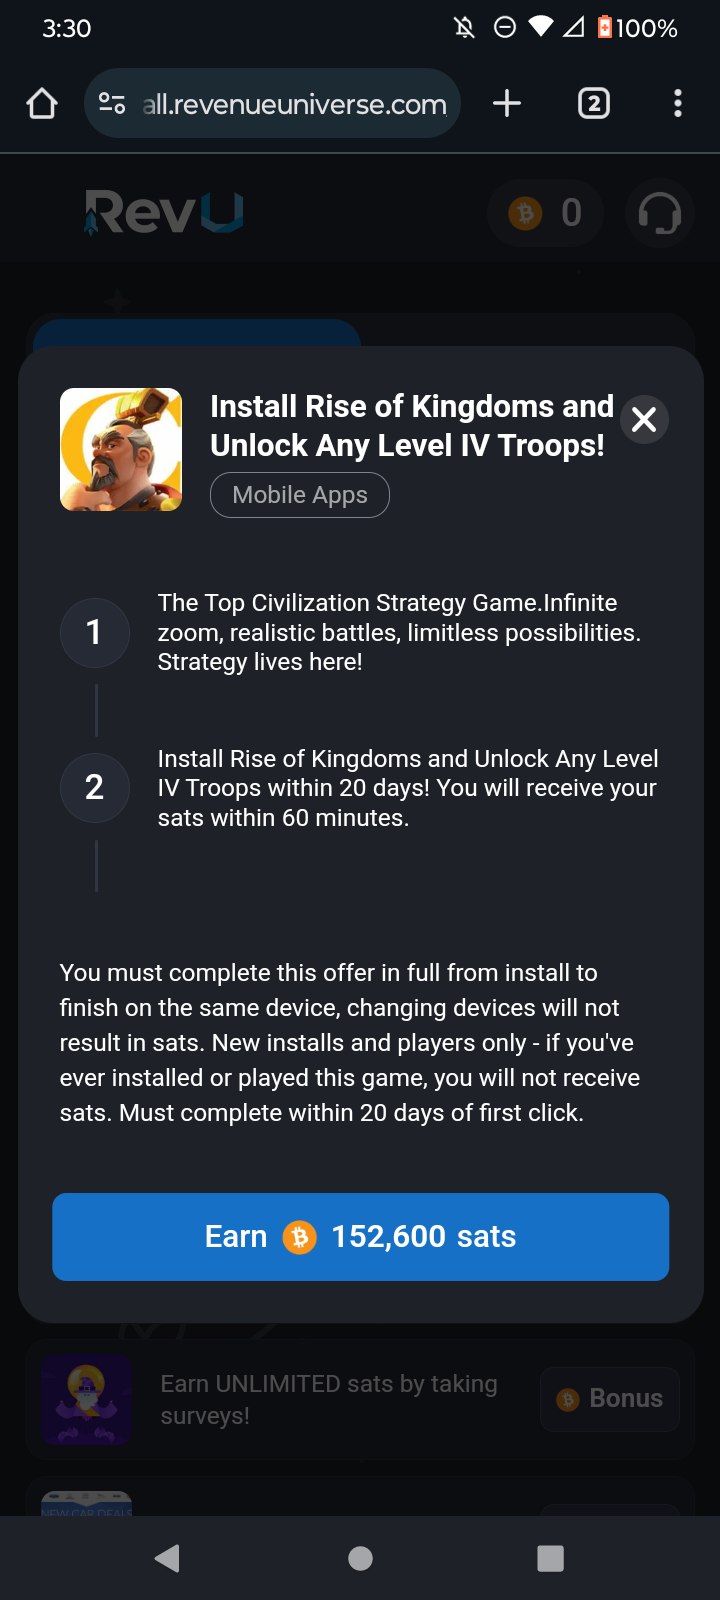 3:30
100%
all.revenueuniverse.com
2
RevU
0
Install Rise of Kingdoms and
Unlock Any Level IV Troops!
Mobile Apps
1
The Top Civilization Strategy Game.Infinite
zoom, realistic battles, limitless possibilities.
Strategy lives here!
2
Install Rise of Kingdoms and Unlock Any Level
IV Troops within 20 days! You will receive your
sats within 60 minutes.
You must complete this offer in full from install to
finish on the same device, changing devices will not
result in sats. New installs and players only - if you've
ever installed or played this game, you will not receive
sats. Must complete within 20 days of first click.
Earn 152,600 sats
Earn UNLIMITED sats by taking
surveys!
Bonus
NEW CAR DEALS